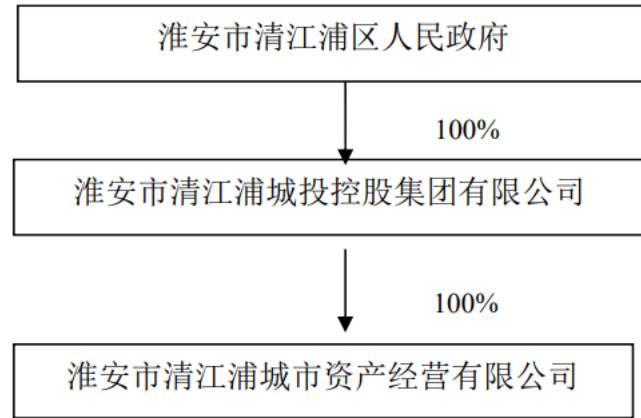 淮安市清江浦区人民政府
100%
淮安市清江浦城投控股集团有限公司
100%
淮安市清江浦城市资产经营有限公司